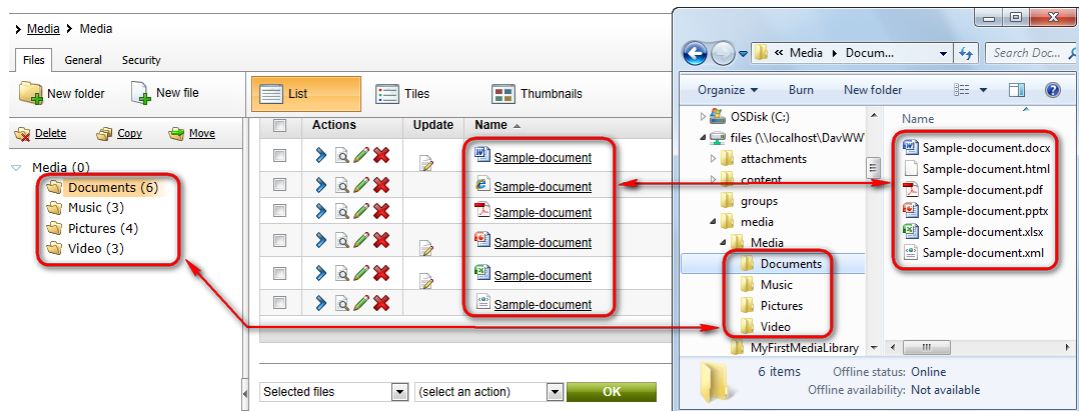 Media Media
Files General Security
New folder New file
Delete Copy Move
Media (0)
Documents (6)
Music (3)
Pictures (4)
Video (3)
List Tiles Thumbnails
Actions Update Name
Sample-document
Sample-document
Sample-document
Sample-document
Sample-document
Sample-document
Selected files (select an action) OK
« Media Docum... Search Doc...
Organize Burn New folder
OSDisk (C:)
files (\\localhost\DavWW
attachments
content
groups
media
Media
Documents
Music
Pictures
Video
MyFirstMediaLibrary
Name
Sample-document.docx
Sample-document.html
Sample-document.pdf
Sample-document.pptx
Sample-document.xlsx
Sample-document.xml
6 items Offline status: Online
Offline availability: Not available